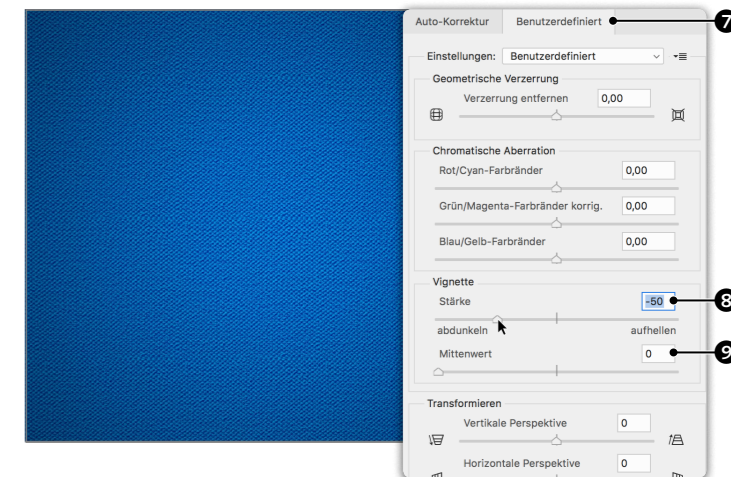 Auto-Korrektur Benutzerdefiniert 7
Einstellungen: Benutzerdefiniert
Geometrische Verzerrung
Verzerrung entfernen 0,00
Chromatische Aberration
Rot/Cyan-Farbränder 0,00
Grün/Magenta-Farbränder korrig. 0,00
Blau/Gelb-Farbränder 0,00
Vignette
Stärke -50 8
abdunkeln aufhellen
Mittenwert 0 9
Transformieren
Vertikale Perspektive 0
Horizontale Perspektive 0